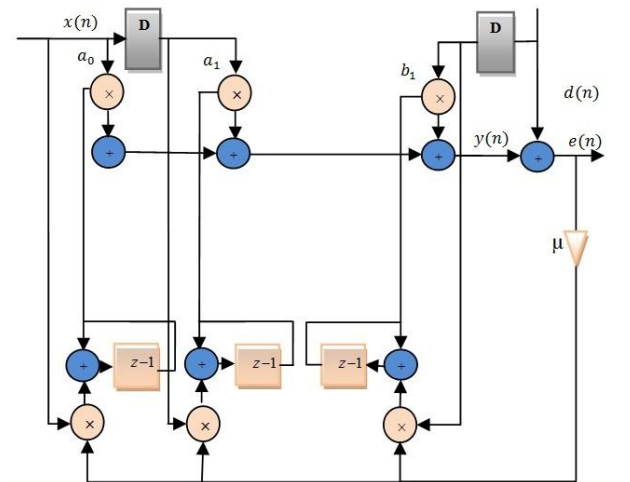 x(n) D D
a₀ a₁ b₁
× × × d(n)
+ + + y(n) + e(n)
μ
+ z−1 + z−1 z−1 +
× × ×